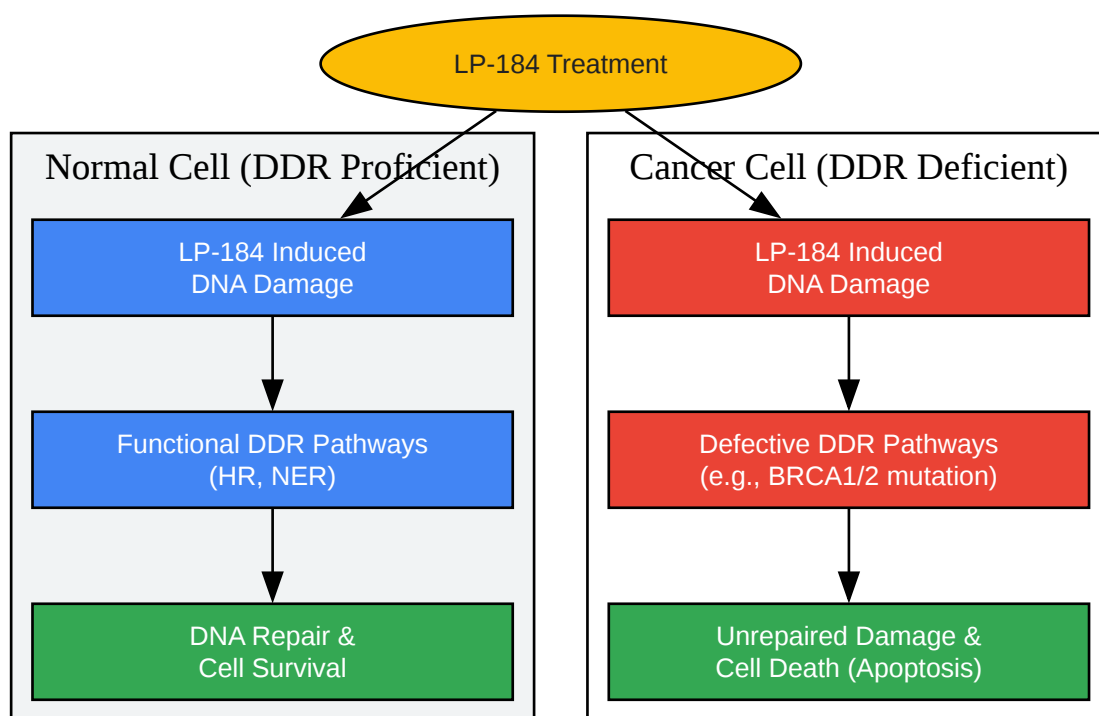 LP-184 Treatment
Normal Cell (DDR Proficient)
LP-184 Induced
DNA Damage
Functional DDR Pathways
(HR, NER)
DNA Repair &
Cell Survival
Cancer Cell (DDR Deficient)
LP-184 Induced
DNA Damage
Defective DDR Pathways
(e.g., BRCA1/2 mutation)
Unrepaired Damage &
Cell Death (Apoptosis)